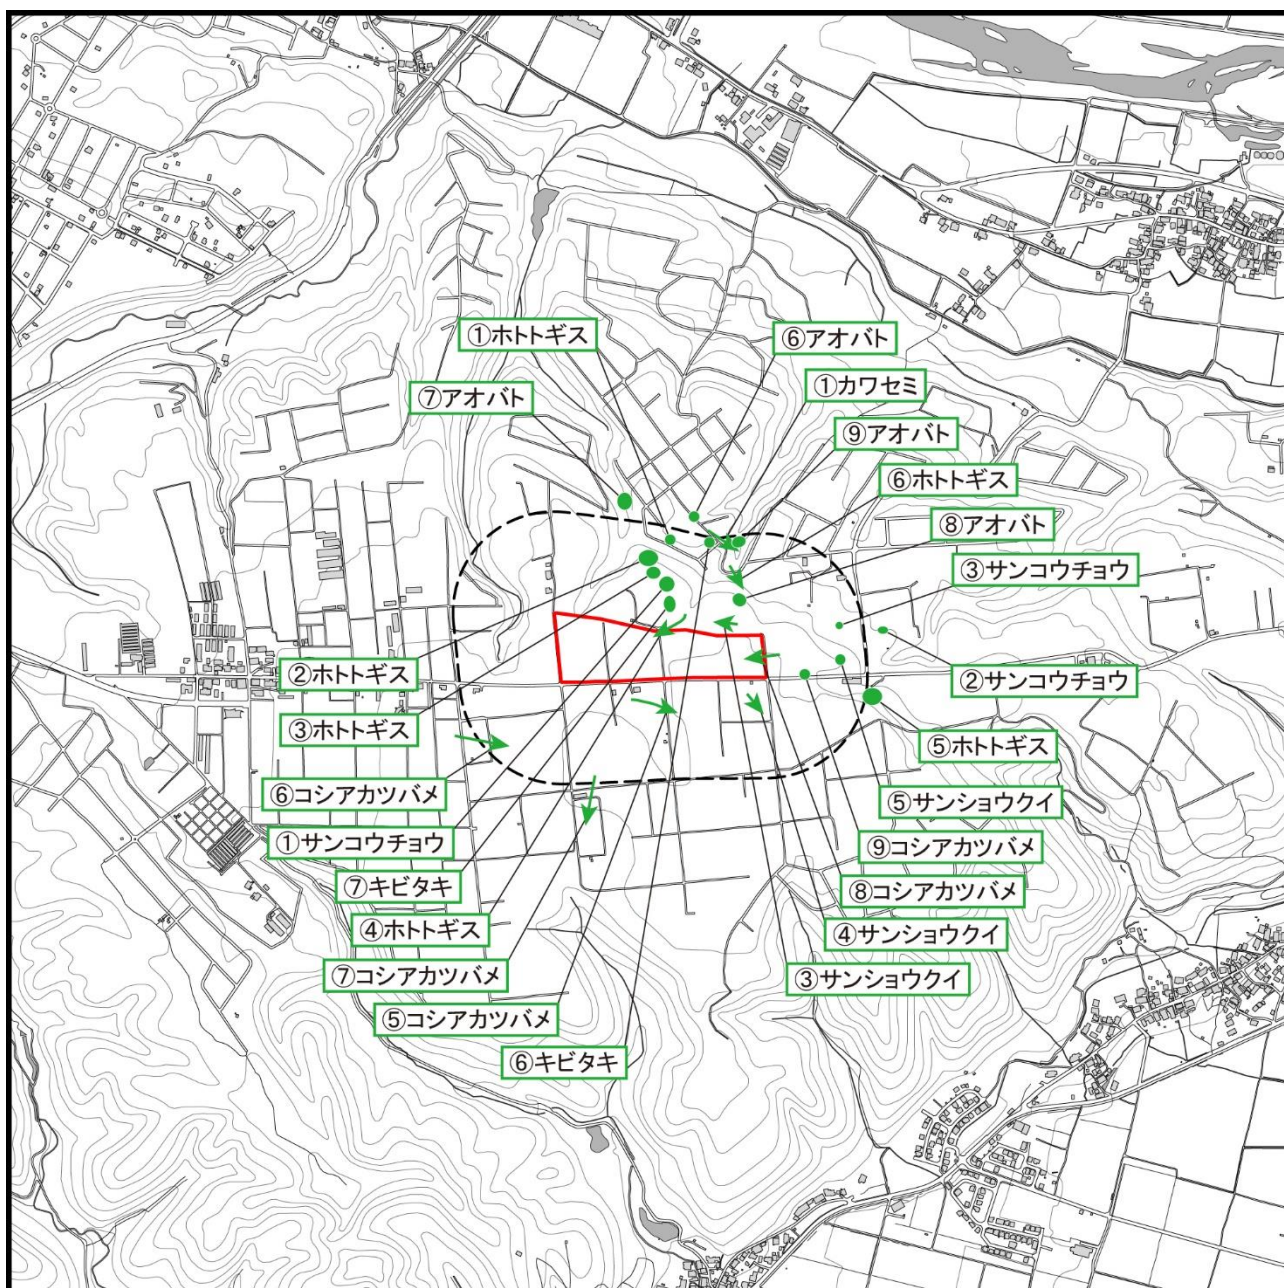 ①ホトトギス
⑥アオバト
⑦アオバト
①カワセミ
⑨アオバト
⑥ホトトギス
⑧アオバト
③サンコウチョウ
②ホトトギス
②サンコウチョウ
③ホトトギス
⑤ホトトギス
⑥コシアカツバメ
⑤サンショウクイ
①サンコウチョウ
⑨コシアカツバメ
⑦キビタキ
⑧コシアカツバメ
④ホトトギス
④サンショウクイ
⑦コシアカツバメ
③サンショウクイ
⑤コシアカツバメ
⑥キビタキ